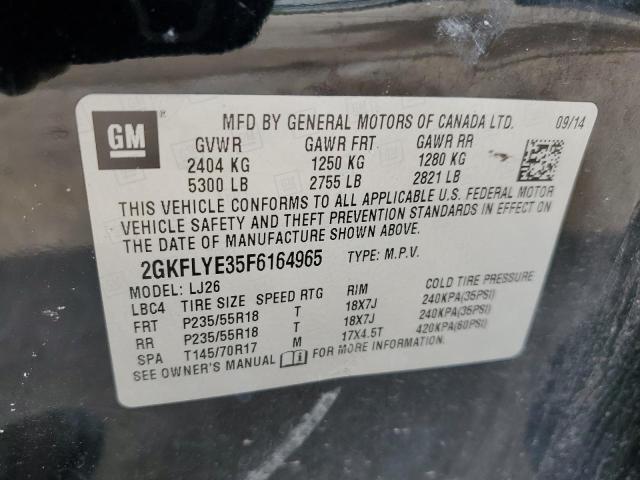 GM
MFD BY GENERAL MOTORS OF CANADA LTD. 09/14
GVWR GAWR FRT GAWR RR
2404 KG 1250 KG 1280 KG
5300 LB 2755 LB 2821 LB
THIS VEHICLE CONFORMS TO ALL APPLICABLE U.S. FEDERAL MOTOR
VEHICLE SAFETY AND THEFT PREVENTION STANDARDS IN EFFECT ON
THE DATE OF MANUFACTURE SHOWN ABOVE.
2GKFLYE35F6164965 TYPE: M.P.V.
MODEL: LJ26
LBC4 TIRE SIZE SPEED RTG RIM COLD TIRE PRESSURE
FRT P235/55R18 T 18X7J 240KPA(35PSI)
RR P235/55R18 T 18X7J 240KPA(35PSI)
SPA T145/70R17 M 17X4.5T 420KPA(60PSI)
SEE OWNER'S MANUAL FOR MORE INFORMATION.